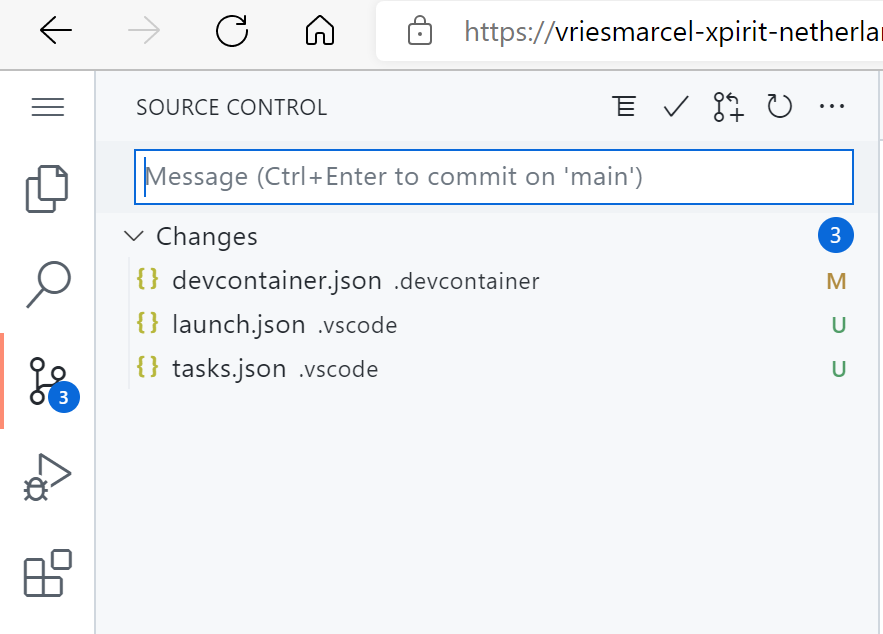 https://vriesmarcel-xpirit-netherla
SOURCE CONTROL
Message (Ctrl+Enter to commit on 'main')
Changes 3
{} devcontainer.json .devcontainer M
{} launch.json .vscode U
{} tasks.json .vscode U
3